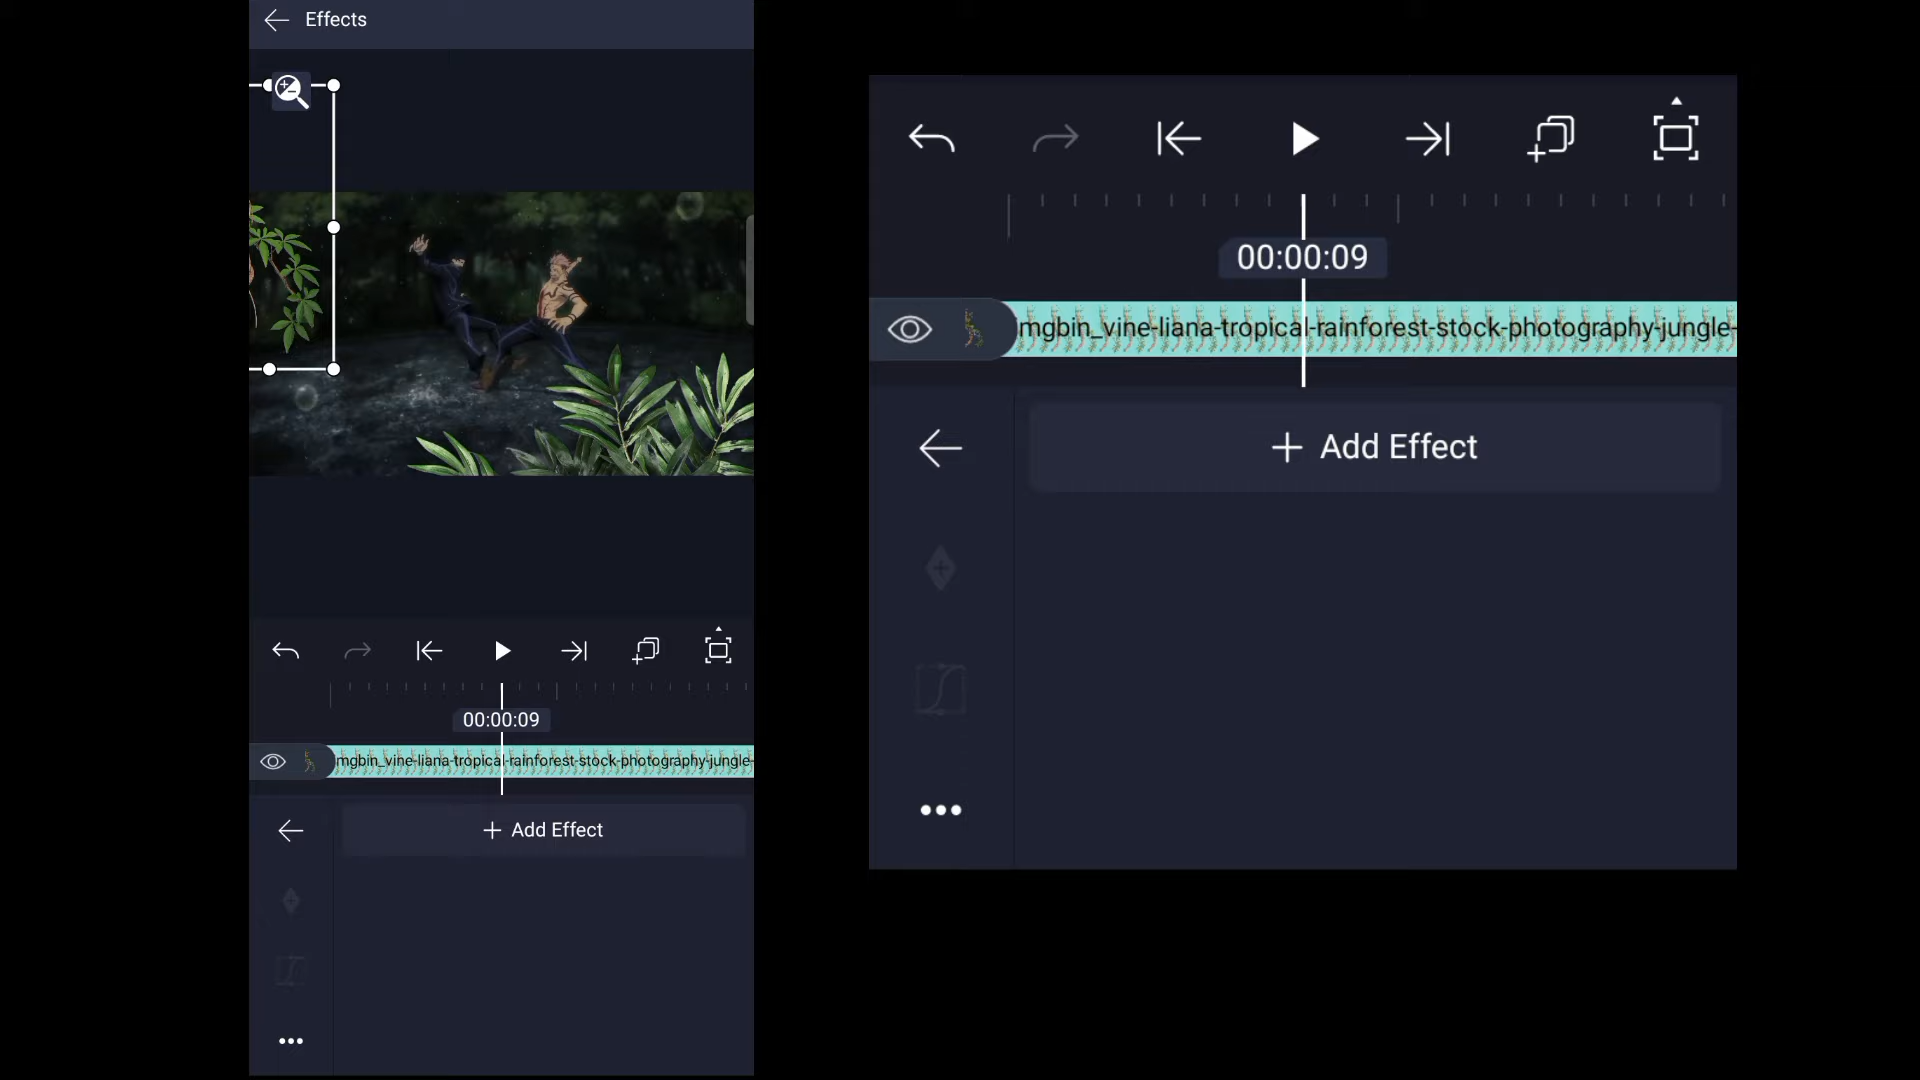 Effects
00:00:09
mgbin_vine-liana-tropical-rainforest-stock-photography-jungle-
+ Add Effect
00:00:09
mgbin_vine-liana-tropical-rainforest-stock-photography-jungle-
+ Add Effect